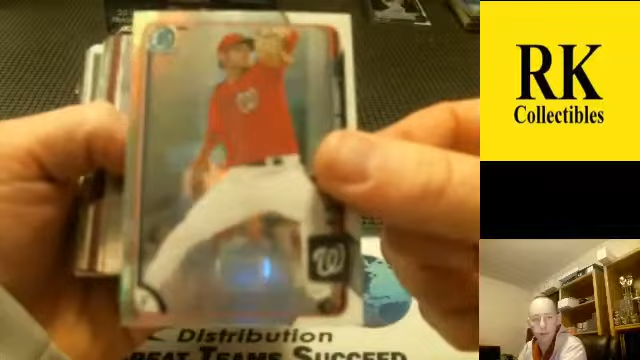 RK
Collectibles
W
Distribution
GREAT TEAMS SUCCEED